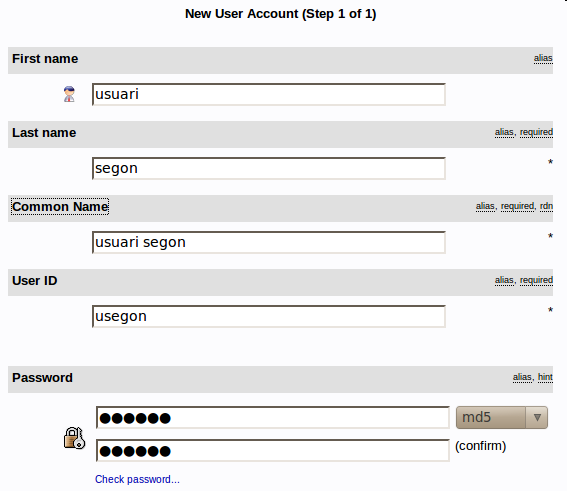 New User Account (Step 1 of 1)
First name alias
usuari
Last name alias, required
segon *
Common Name alias, required, rdn
usuari segon *
User ID alias, required
usegon *
Password alias, hint
●●●●●● md5
●●●●●● (confirm)
Check password...